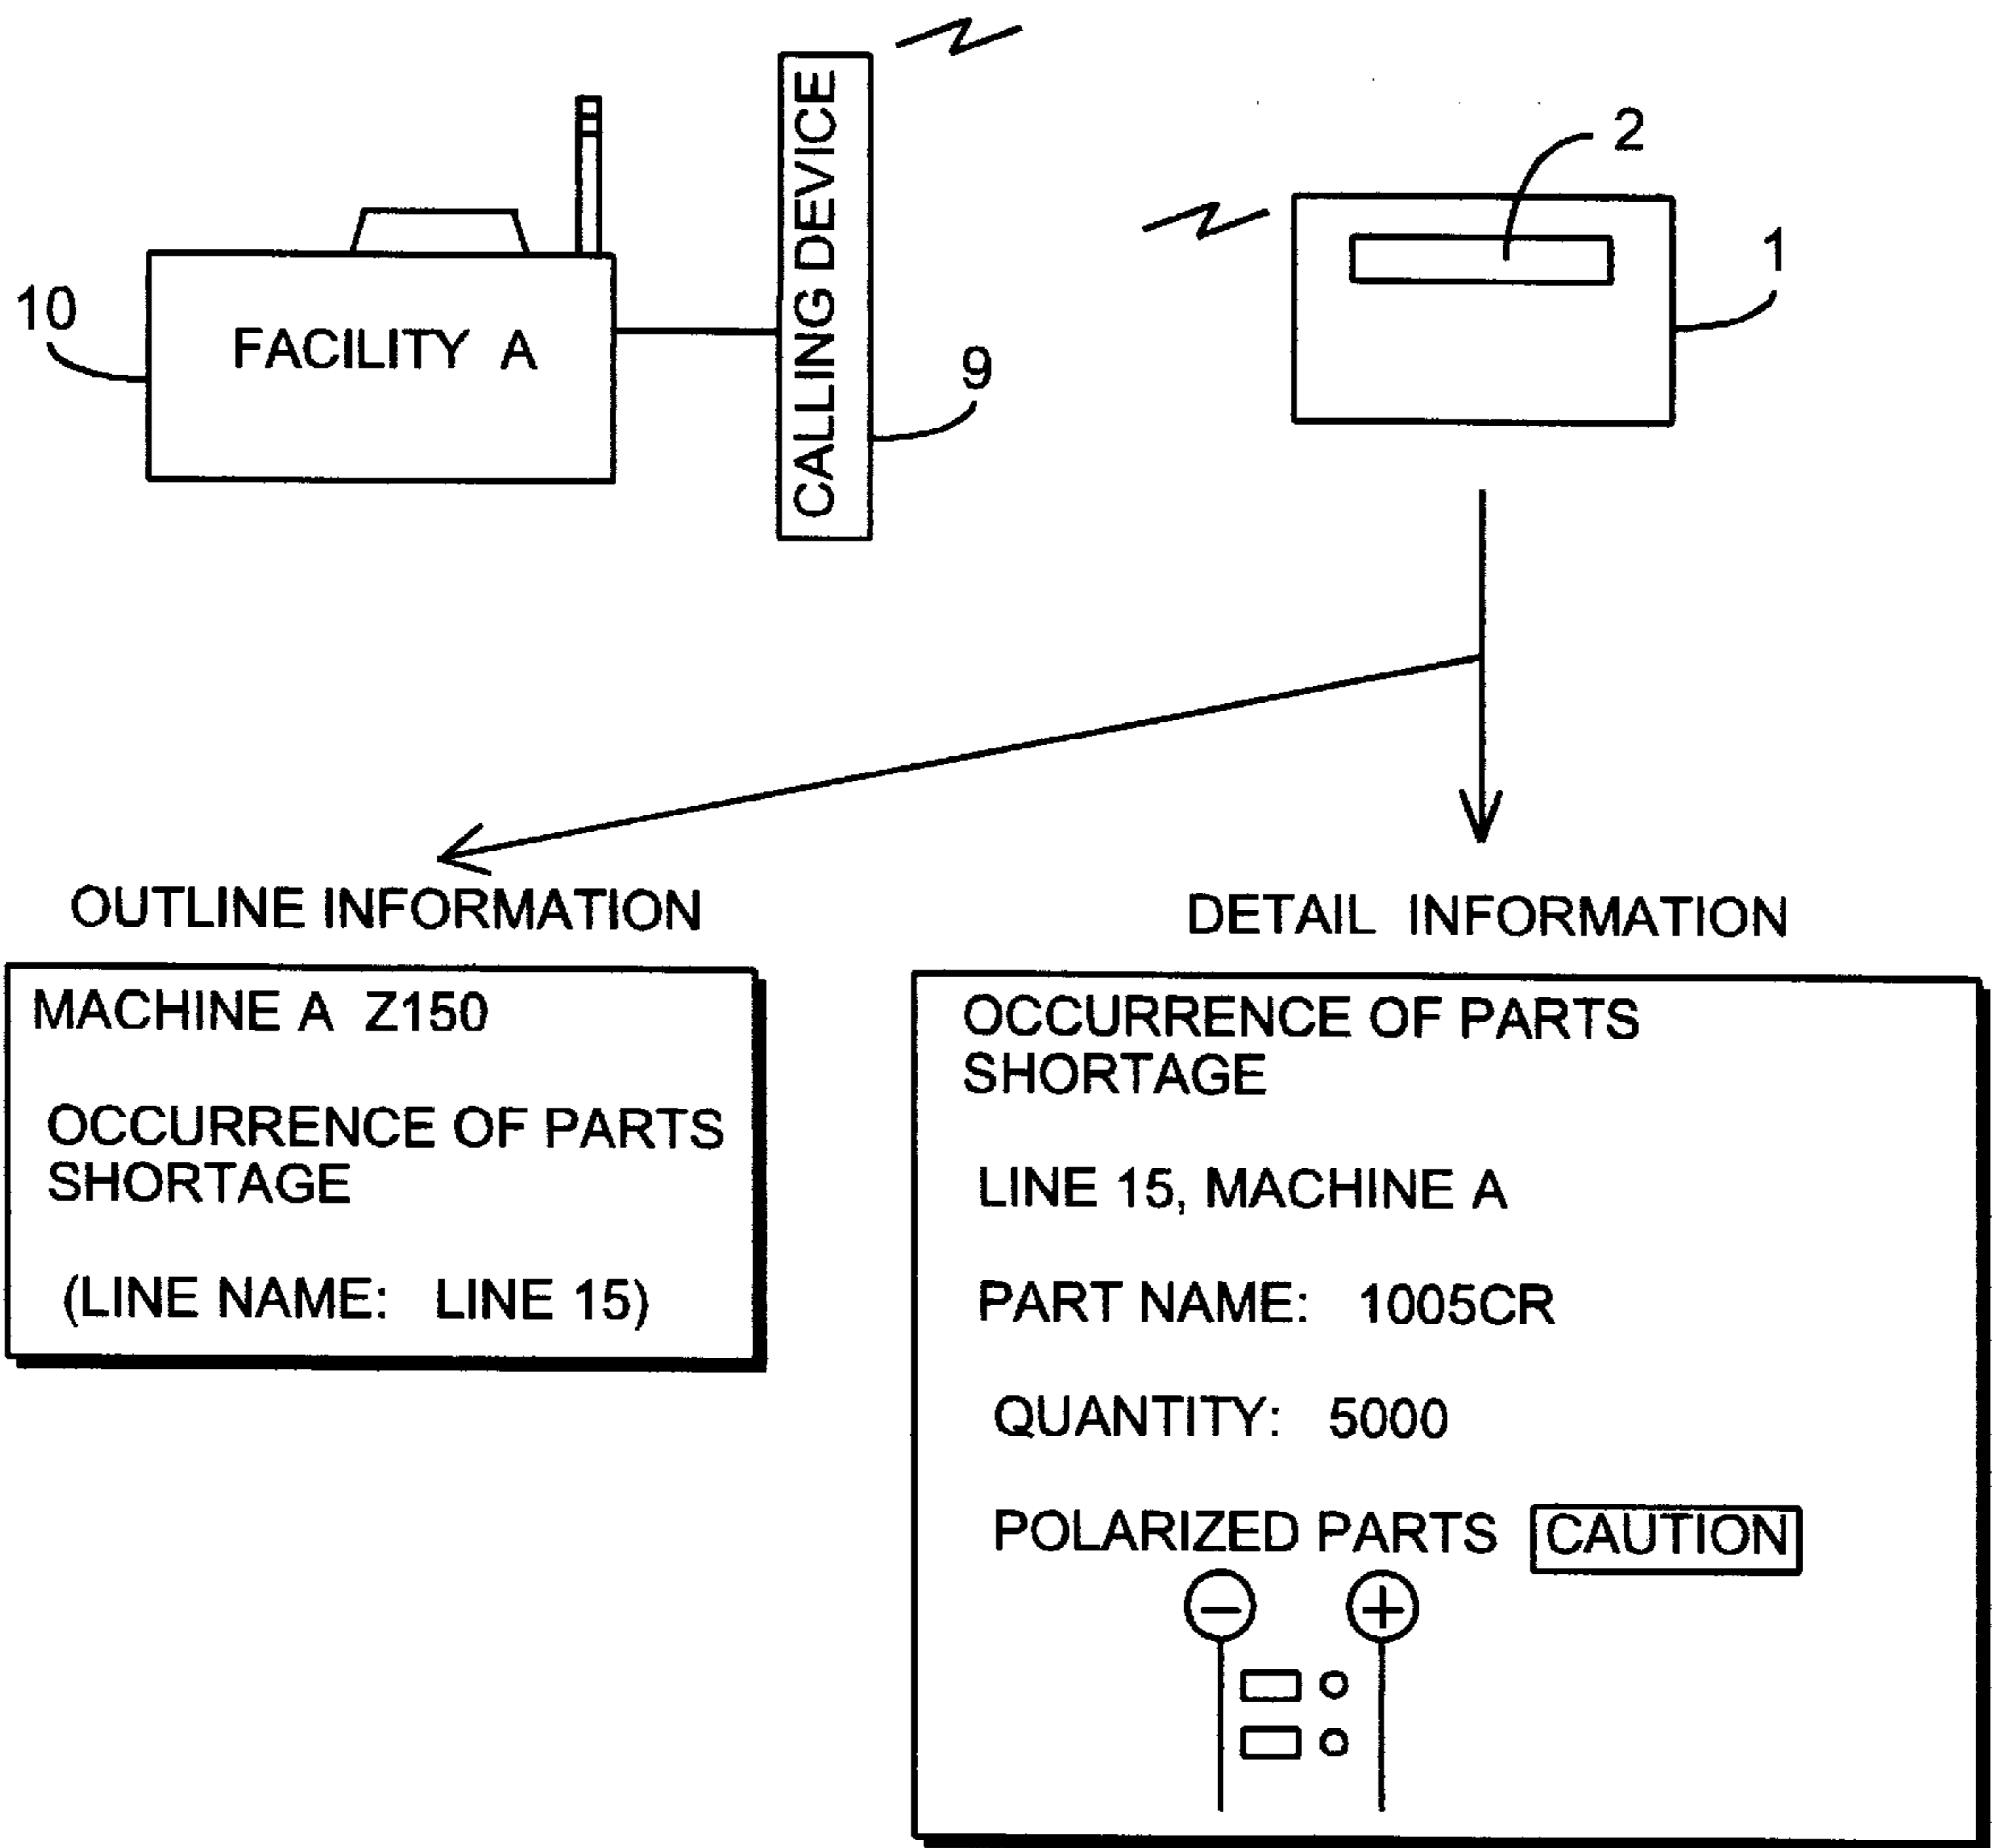 CALLING DEVICE
2
1
10
FACILITY A
9
OUTLINE INFORMATION
MACHINE A Z150
OCCURRENCE OF PARTS
SHORTAGE
(LINE NAME: LINE 15)
DETAIL INFORMATION
OCCURRENCE OF PARTS
SHORTAGE
LINE 15, MACHINE A
PART NAME: 1005CR
QUANTITY: 5000
POLARIZED PARTS CAUTION
− +